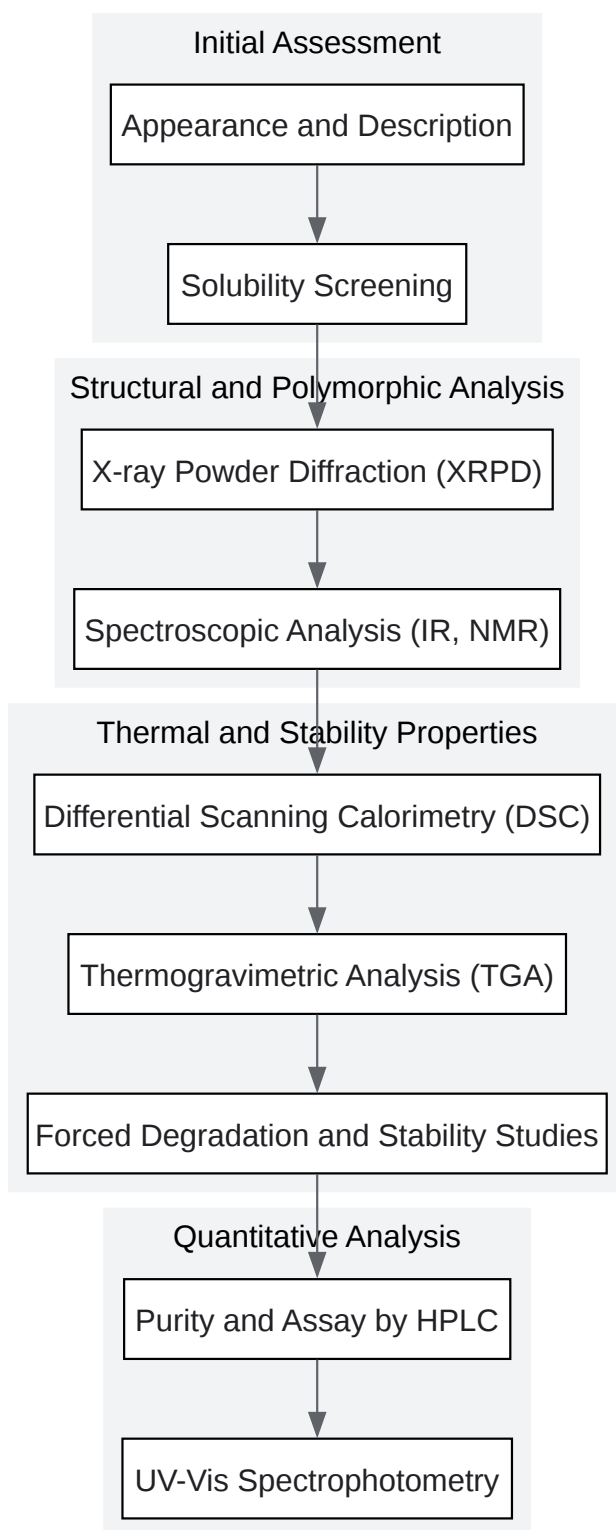 Initial Assessment
Appearance and Description
Solubility Screening
Structural and Polymorphic Analysis
X-ray Powder Diffraction (XRPD)
Spectroscopic Analysis (IR, NMR)
Thermal and Stability Properties
Differential Scanning Calorimetry (DSC)
Thermogravimetric Analysis (TGA)
Forced Degradation and Stability Studies
Quantitative Analysis
Purity and Assay by HPLC
UV-Vis Spectrophotometry